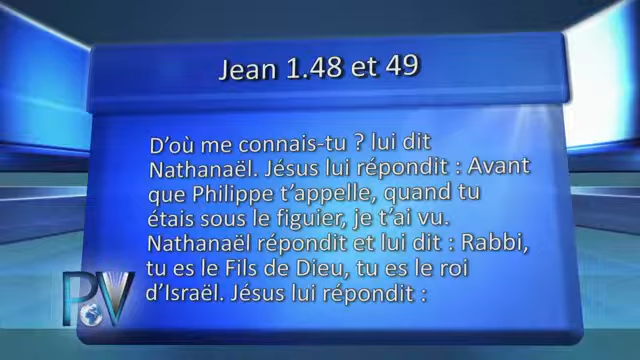 Jean 1.48 et 49
D'où me connais-tu ? lui dit
Nathanaël. Jésus lui répondit : Avant
que Philippe t'appelle, quand tu
étais sous le figuier, je t'ai vu.
Nathanaël répondit et lui dit : Rabbi,
tu es le Fils de Dieu, tu es le roi
d'Israël. Jésus lui répondit :
PV